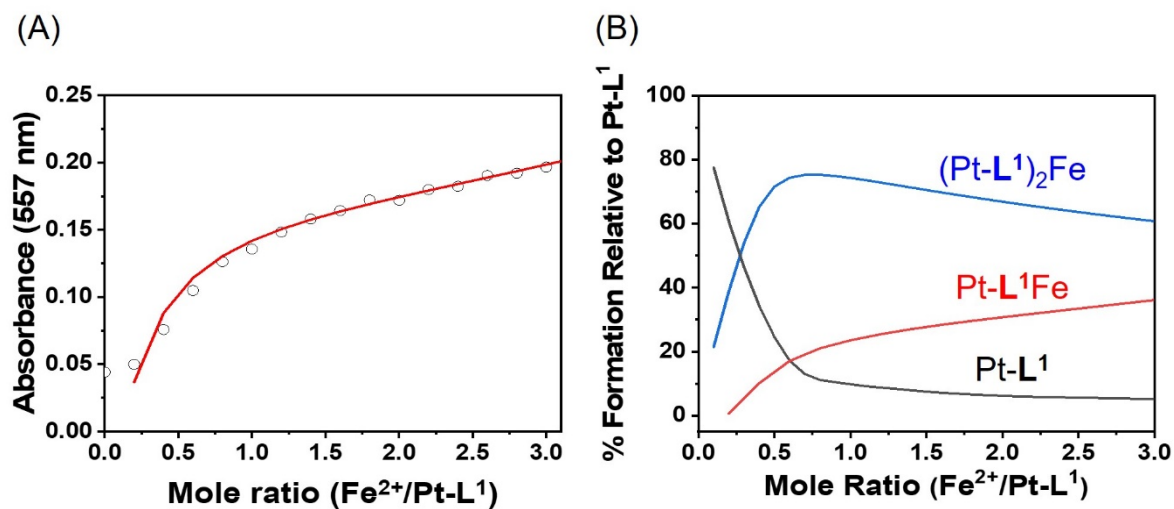 (A)
Absorbance (557 nm)
0.25
0.20
0.15
0.10
0.05
0.00
0.0 0.5 1.0 1.5 2.0 2.5 3.0
Mole ratio (Fe²⁺/Pt-L¹)
(B)
% Formation Relative to Pt-L¹
100
80
60
40
20
0
(Pt-L¹)₂Fe
Pt-L¹Fe
Pt-L¹
0.0 0.5 1.0 1.5 2.0 2.5 3.0
Mole Ratio (Fe²⁺/Pt-L¹)